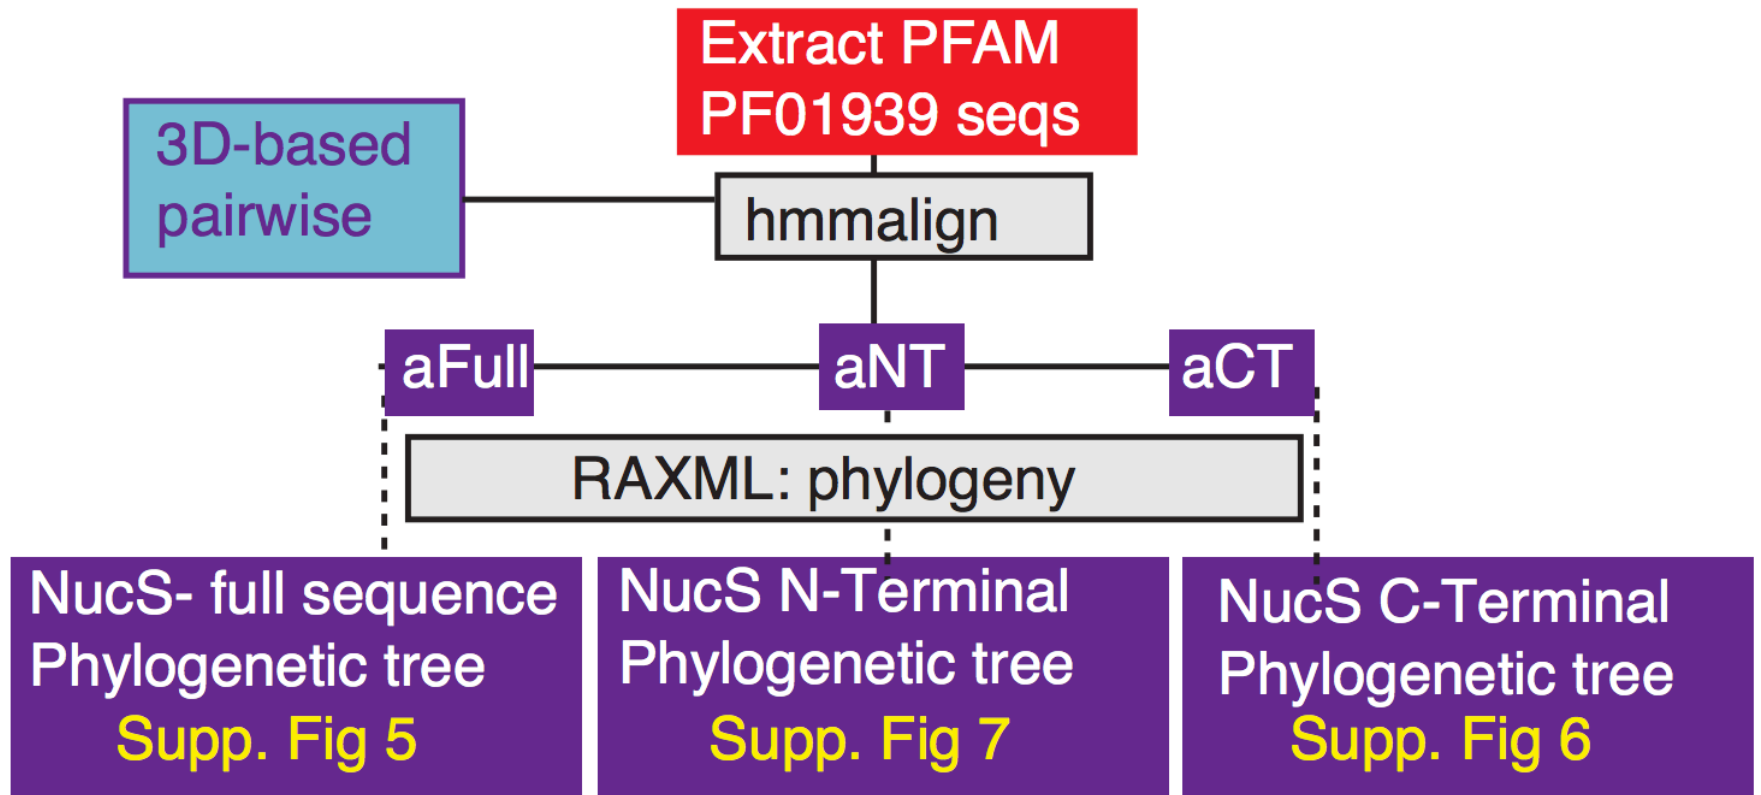 Extract PFAM
PF01939 seqs
3D-based
pairwise
hmmalign
aFull
aNT
aCT
RAXML: phylogeny
NucS- full sequence
Phylogenetic tree
Supp. Fig 5
NucS N-Terminal
Phylogenetic tree
Supp. Fig 7
NucS C-Terminal
Phylogenetic tree
Supp. Fig 6